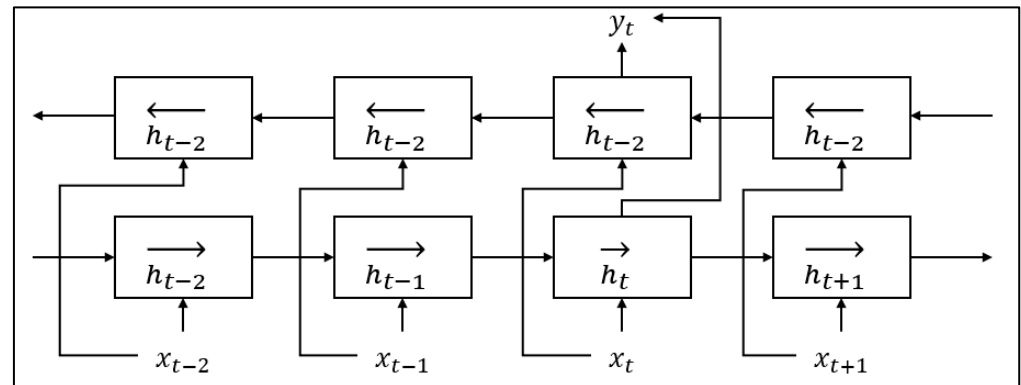 y_t
←h_{t−2} ←h_{t−2} ←h_{t−2} ←h_{t−2}
→h_{t−2} →h_{t−1} →h_t →h_{t+1}
x_{t−2} x_{t−1} x_t x_{t+1}